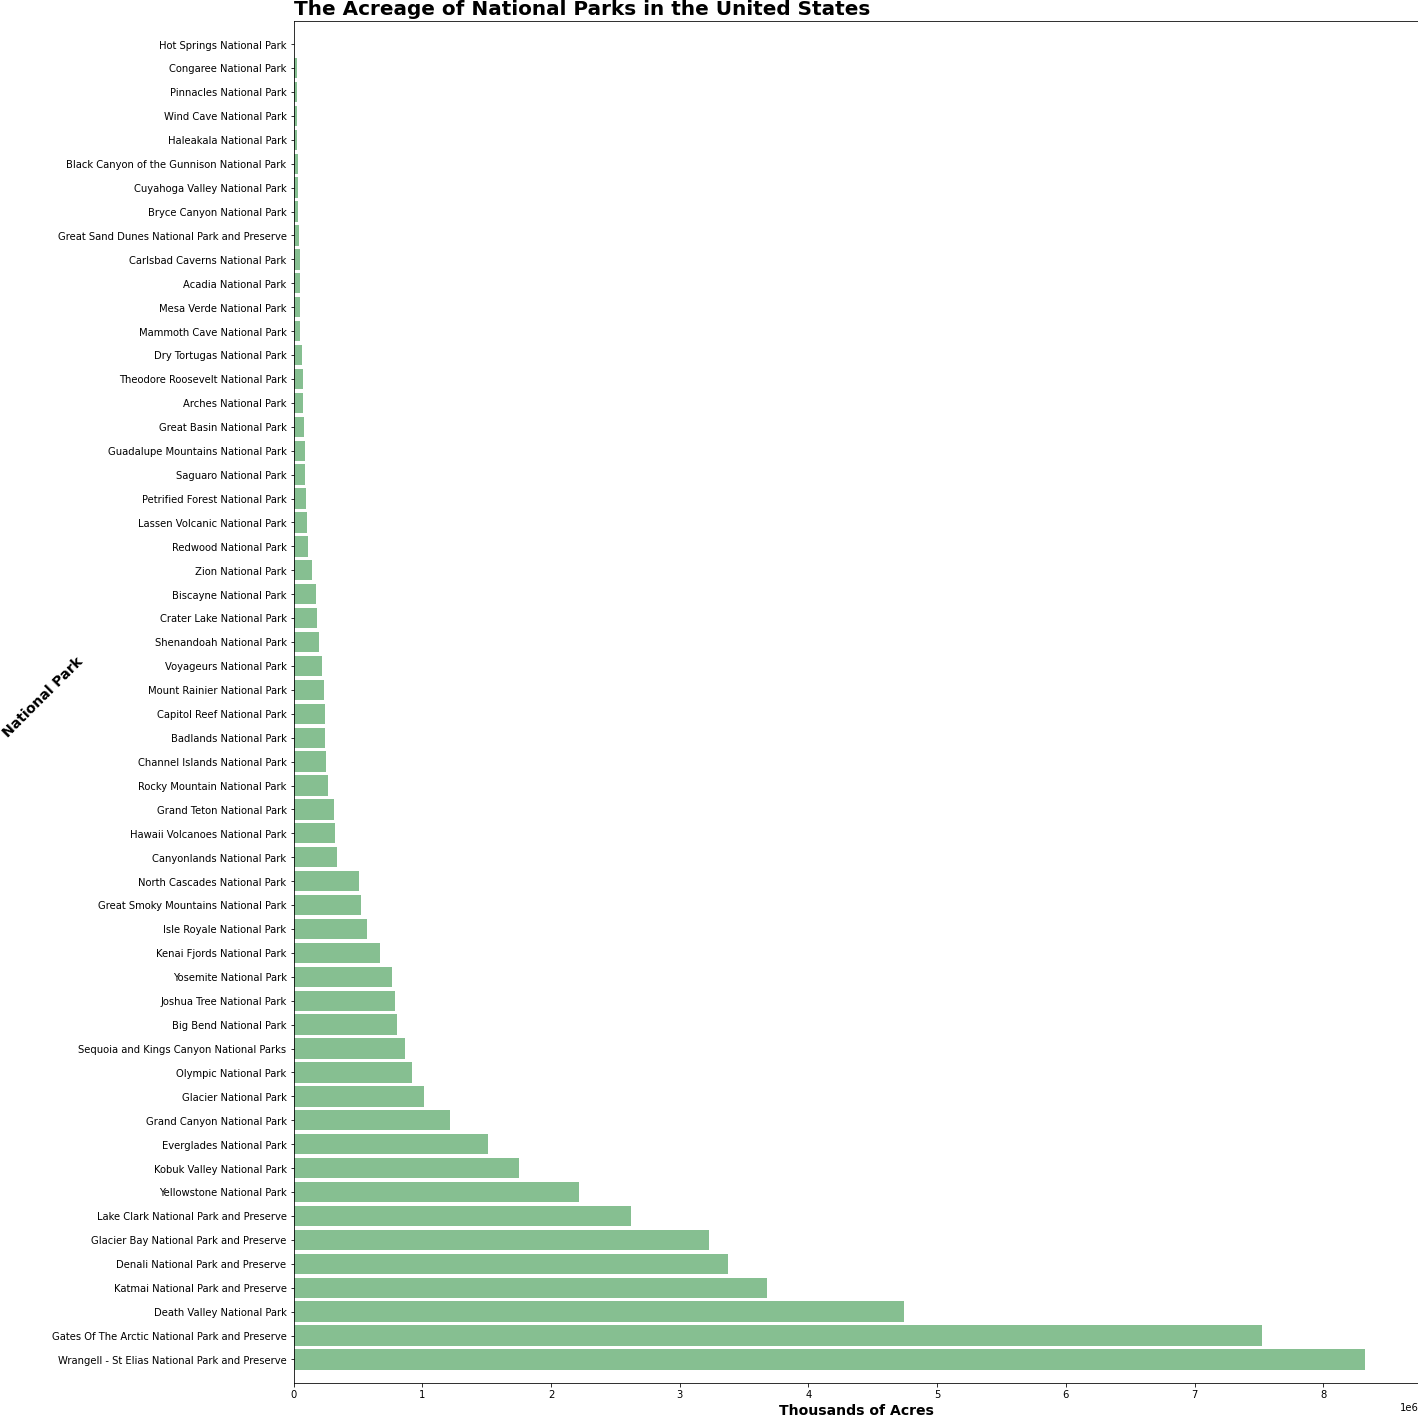 The Acreage of National Parks in the United States
Hot Springs National Park
Congaree National Park
Pinnacles National Park
Wind Cave National Park
Haleakala National Park
Black Canyon of the Gunnison National Park
Cuyahoga Valley National Park
Bryce Canyon National Park
Great Sand Dunes National Park and Preserve
Carlsbad Caverns National Park
Acadia National Park
Mesa Verde National Park
Mammoth Cave National Park
Dry Tortugas National Park
Theodore Roosevelt National Park
Arches National Park
Great Basin National Park
Guadalupe Mountains National Park
Saguaro National Park
Petrified Forest National Park
Lassen Volcanic National Park
Redwood National Park
Zion National Park
Biscayne National Park
Crater Lake National Park
Shenandoah National Park
Voyageurs National Park
Mount Rainier National Park
Capitol Reef National Park
Badlands National Park
Channel Islands National Park
Rocky Mountain National Park
Grand Teton National Park
Hawaii Volcanoes National Park
Canyonlands National Park
North Cascades National Park
Great Smoky Mountains National Park
Isle Royale National Park
Kenai Fjords National Park
Yosemite National Park
Joshua Tree National Park
Big Bend National Park
Sequoia and Kings Canyon National Parks
Olympic National Park
Glacier National Park
Grand Canyon National Park
Everglades National Park
Kobuk Valley National Park
Yellowstone National Park
Lake Clark National Park and Preserve
Glacier Bay National Park and Preserve
Denali National Park and Preserve
Katmai National Park and Preserve
Death Valley National Park
Gates Of The Arctic National Park and Preserve
Wrangell - St Elias National Park and Preserve
National Park
0 1 2 3 4 5 6 7 8
1e6
Thousands of Acres